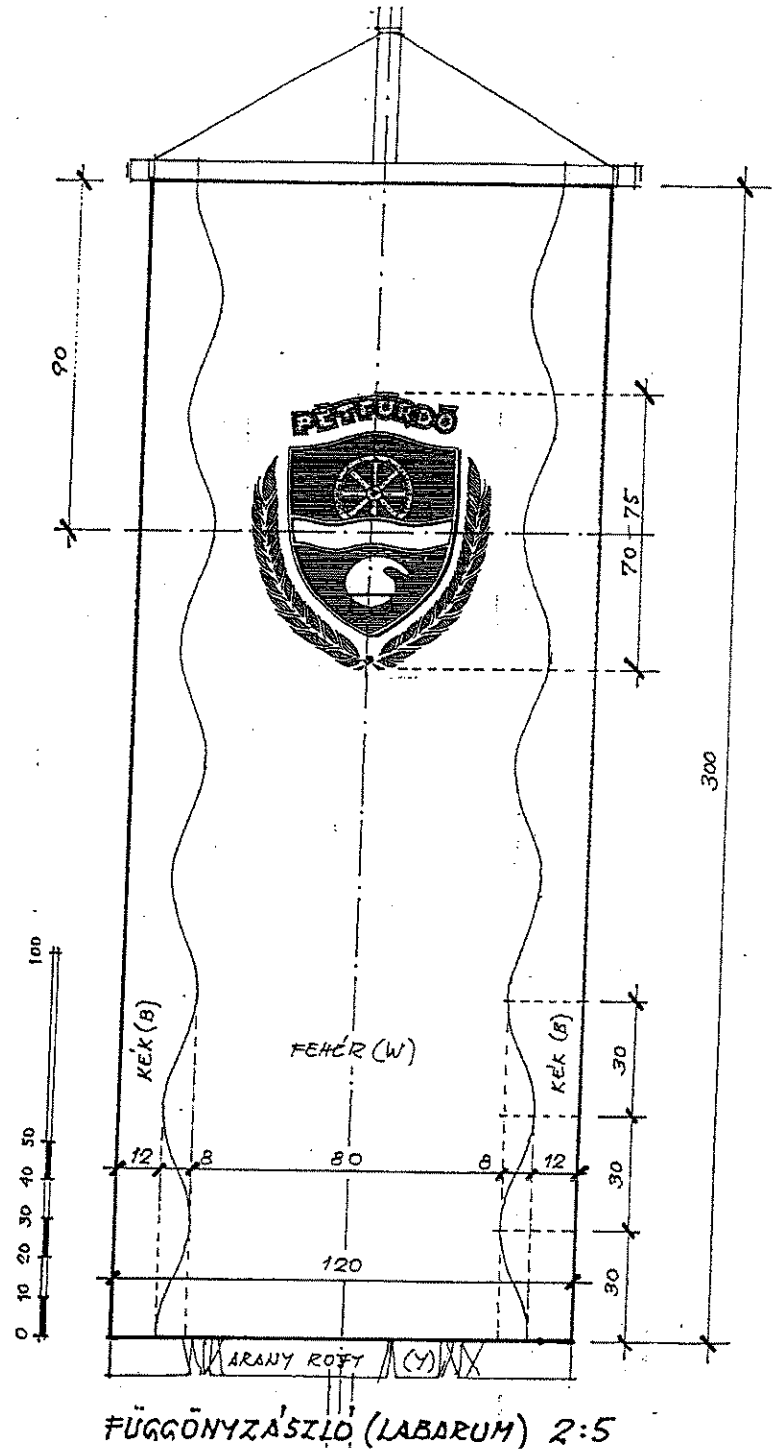 90
PÉTFÜRDŐ
70-75
300
100
50
40
30
20
10
0
KÉK (B)
FEHÉR (W)
KÉK (B)
30
30
30
12 8 80 8 12
120
ARANY ROJT (Y)
FÜGGÖNYZÁSZLÓ (LABARUM) 2:5